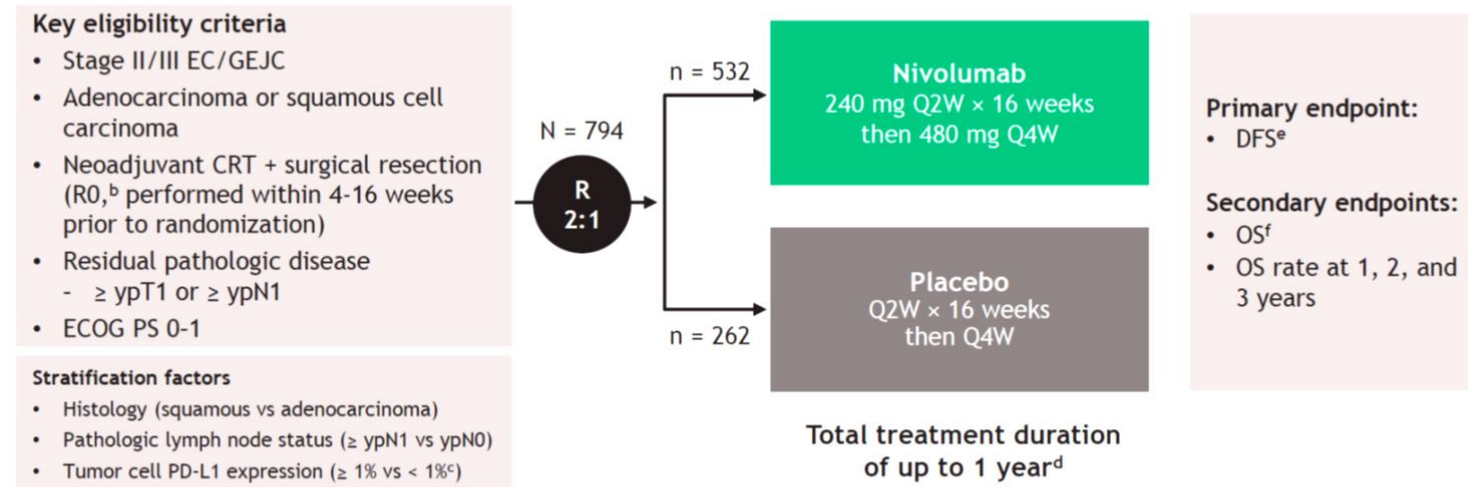 Key eligibility criteria
• Stage II/III EC/GEJC
• Adenocarcinoma or squamous cell
carcinoma
• Neoadjuvant CRT + surgical resection
(R0,ᵇ performed within 4-16 weeks
prior to randomization)
• Residual pathologic disease
- ≥ ypT1 or ≥ ypN1
• ECOG PS 0-1
Stratification factors
• Histology (squamous vs adenocarcinoma)
• Pathologic lymph node status (≥ ypN1 vs ypN0)
• Tumor cell PD-L1 expression (≥ 1% vs < 1%ᶜ)
N = 794
R
2:1
n = 532
n = 262
Nivolumab
240 mg Q2W × 16 weeks
then 480 mg Q4W
Placebo
Q2W × 16 weeks
then Q4W
Total treatment duration
of up to 1 yearᵈ
Primary endpoint:
• DFSᵉ
Secondary endpoints:
• OSᶠ
• OS rate at 1, 2, and
3 years